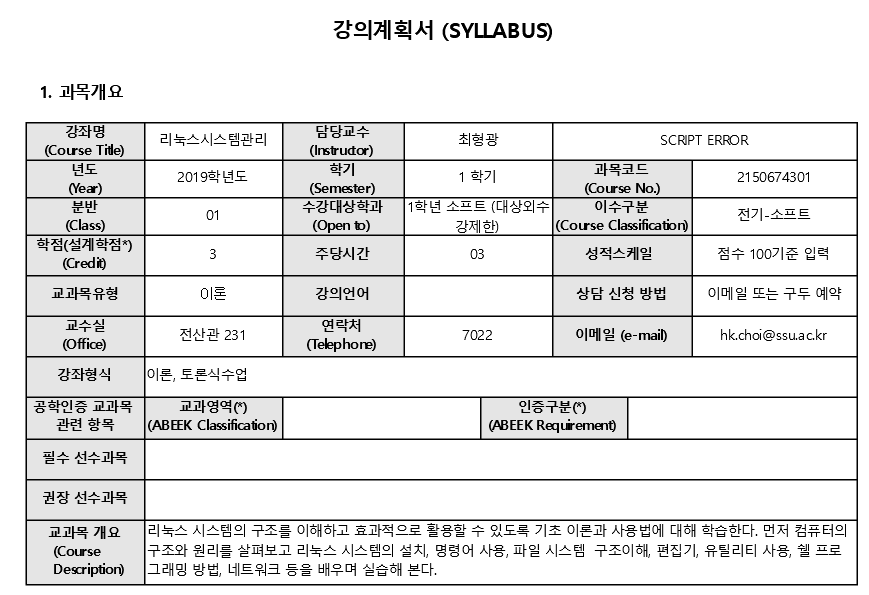 강의계획서 (SYLLABUS)
1. 과목개요
강좌명 리눅스시스템관리 담당교수 최형광 SCRIPT ERROR
(Course Title) (Instructor)
년도 2019학년도 학기 1 학기 과목코드 2150674301
(Year) (Semester) (Course No.)
분반 01 수강대상학과 1학년 소프트 (대상외수 이수구분 전기-소프트
(Class) (Open to) 강제한) (Course Classification)
학점(설계학점*) 3 주당시간 03 성적스케일 점수 100기준 입력
(Credit)
교과목유형 이론 강의언어 상담 신청 방법 이메일 또는 구두 예약
교수실 전산관 231 연락처 7022 이메일 (e-mail) hk.choi@ssu.ac.kr
(Office) (Telephone)
강좌형식 이론, 토론식수업
공학인증 교과목 교과영역(*) 인증구분(*)
관련 항목 (ABEEK Classification) (ABEEK Requirement)
필수 선수과목
권장 선수과목
교과목 개요 리눅스 시스템의 구조를 이해하고 효과적으로 활용할 수 있도록 기초 이론과 사용법에 대해 학습한다. 먼저 컴퓨터의
(Course 구조와 원리를 살펴보고 리눅스 시스템의 설치, 명령어 사용, 파일 시스템 구조이해, 편집기, 유틸리티 사용, 쉘 프로
Description) 그래밍 방법, 네트워크 등을 배우며 실습해 본다.